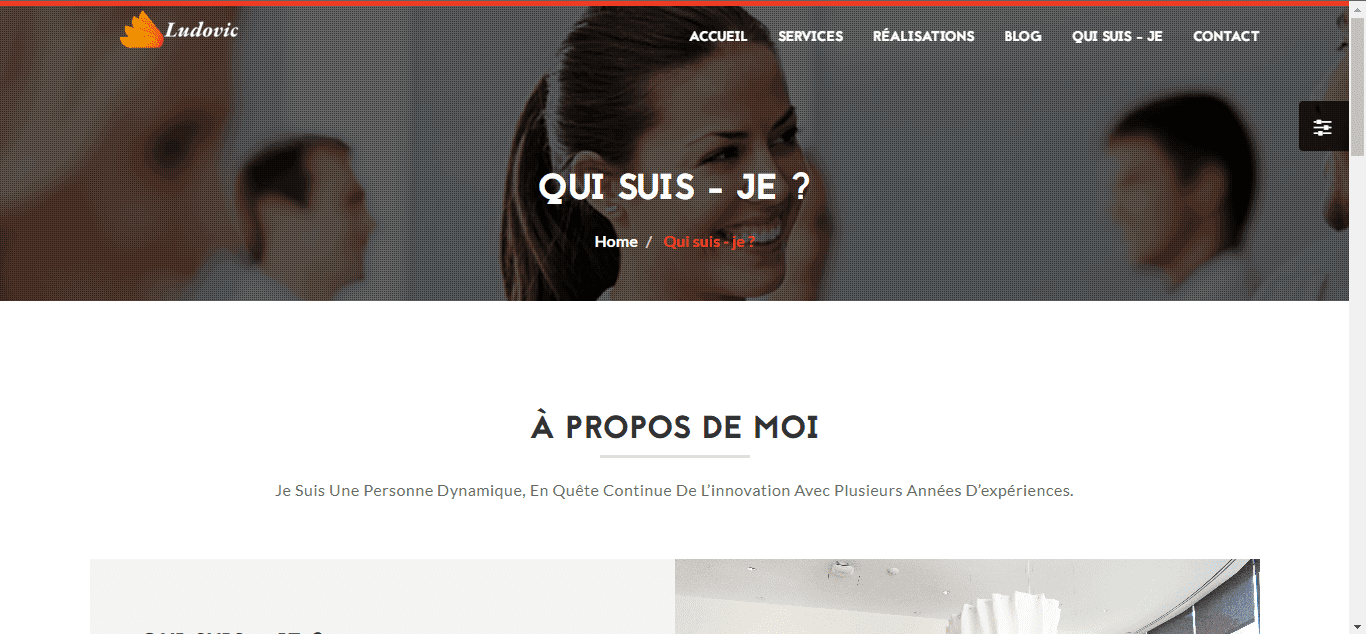 Ludovic
ACCUEIL SERVICES RÉALISATIONS BLOG QUI SUIS - JE CONTACT
QUI SUIS - JE ?
Home / Qui suis - je ?
À PROPOS DE MOI
Je Suis Une Personne Dynamique, En Quête Continue De L’innovation Avec Plusieurs Années D’expériences.